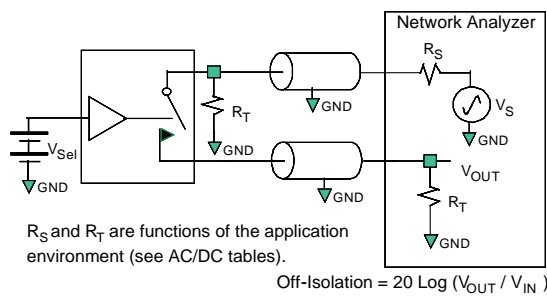 Network Analyzer
R_S
V_S
GND
GND
R_T
GND
V_Sel
GND
GND
V_OUT
R_T
GND
R_S and R_T are functions of the application
environment (see AC/DC tables).
Off-Isolation = 20 Log (V_OUT / V_IN )